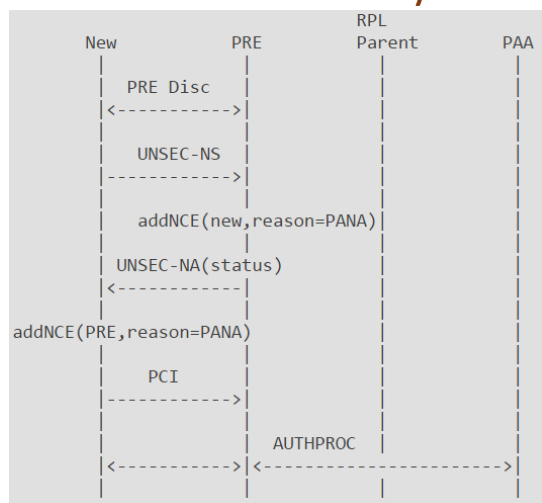 RPL
New PRE Parent PAA
PRE Disc
UNSEC-NS
addNCE(new,reason=PANA)
UNSEC-NA(status)
addNCE(PRE,reason=PANA)
PCI
AUTHPROC